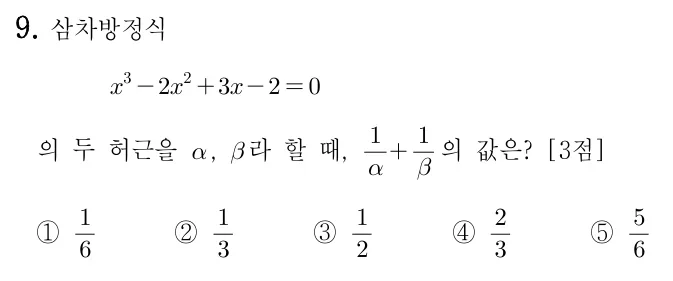 9. 삼차방정식
x³ − 2x² + 3x − 2 = 0
의 두 허근을 α, β라 할 때, 1/α + 1/β 의 값은? [3점]
① 1/6 ② 1/3 ③ 1/2 ④ 2/3 ⑤ 5/6